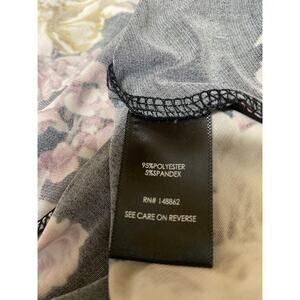 95%POLYESTER
5%SPANDEX
RN# 148862
SEE CARE ON REVERSE